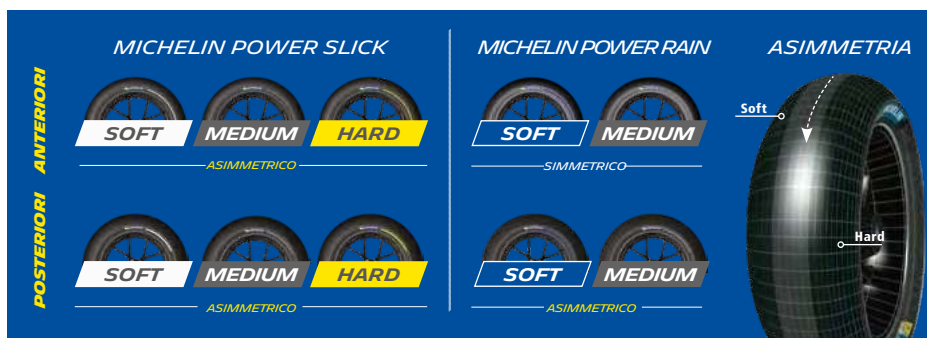 MICHELIN POWER SLICK
MICHELIN POWER RAIN
ASIMMETRIA
ANTERIORI
SOFT MEDIUM HARD
ASIMMETRICO
SOFT MEDIUM
SIMMETRICO
POSTERIORI
SOFT MEDIUM HARD
ASIMMETRICO
SOFT MEDIUM
ASIMMETRICO
Soft
Hard